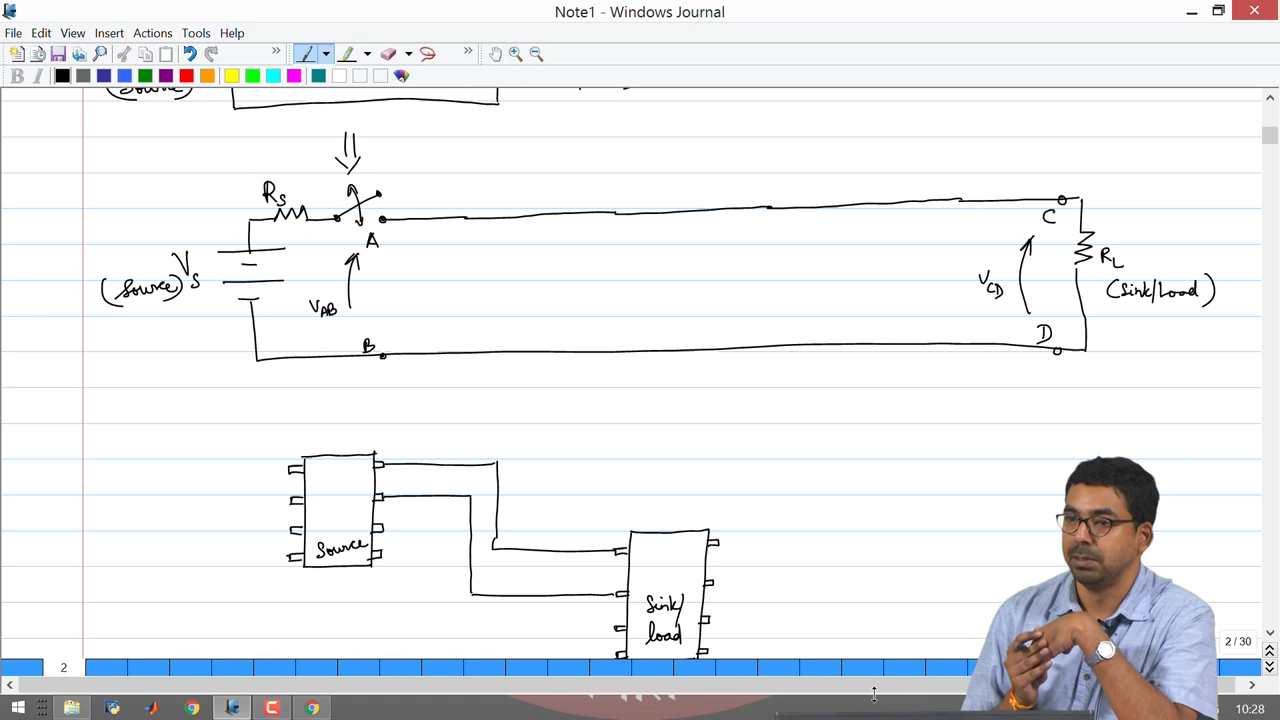 Note1 - Windows Journal
File Edit View Insert Actions Tools Help
B I
(Source)
RS
A
C
VS
(Source)
VAB
VCD
RL
(Sink/Load)
B
D
Source
Sink/
load
2 / 30
2
10:28